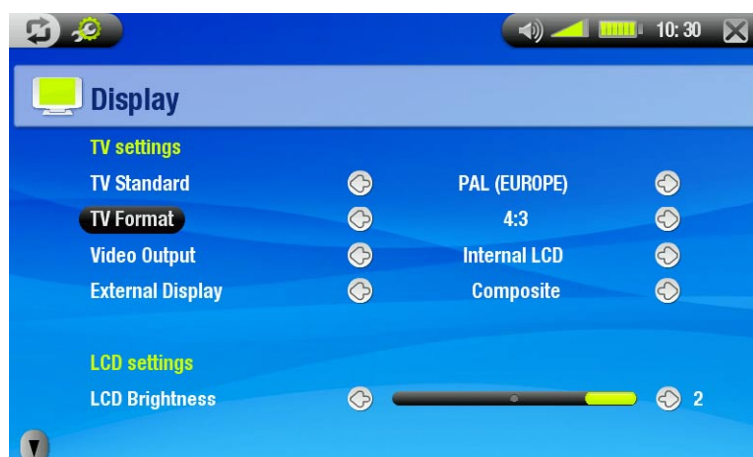 10:30
Display
TV settings
TV Standard PAL (EUROPE)
TV Format 4:3
Video Output Internal LCD
External Display Composite
LCD settings
LCD Brightness 2